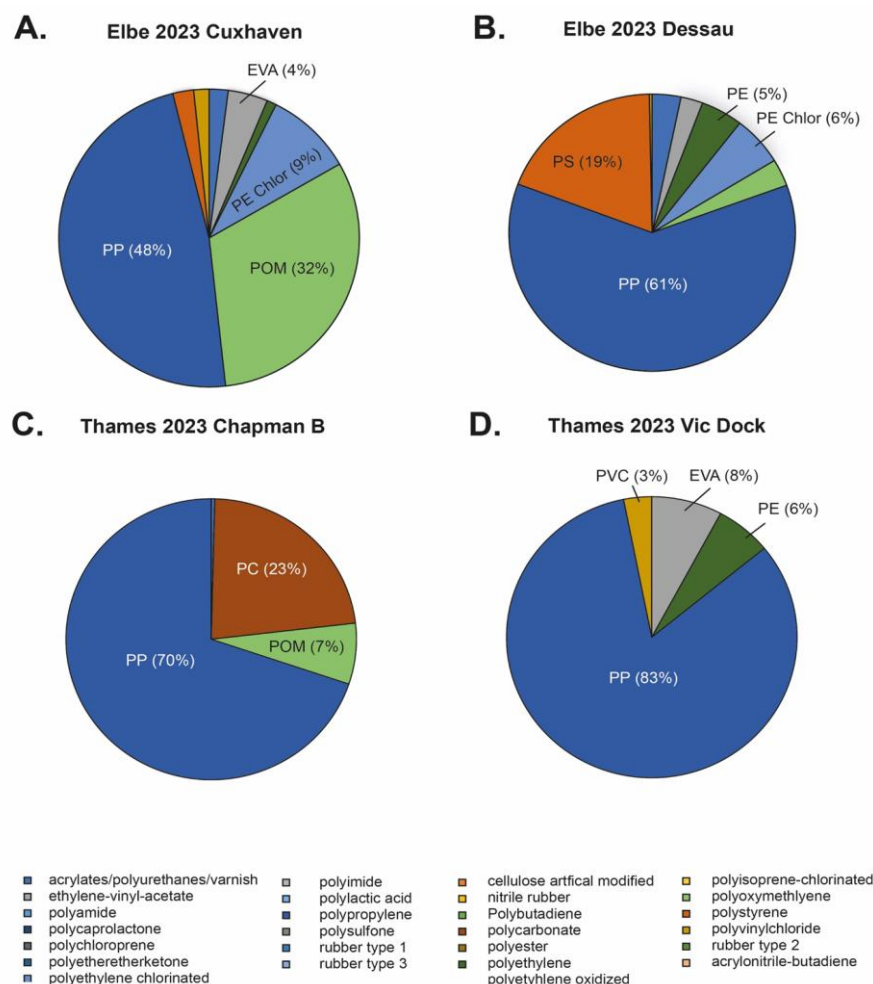 A. Elbe 2023 Cuxhaven
EVA (4%)
PE Chlor (9%)
PP (48%)
POM (32%)
B. Elbe 2023 Dessau
PE (5%)
PE Chlor (6%)
PS (19%)
PP (61%)
C. Thames 2023 Chapman B
PC (23%)
PP (70%)
POM (7%)
D. Thames 2023 Vic Dock
PVC (3%)
EVA (8%)
PE (6%)
PP (83%)
acrylates/polyurethanes/varnish
ethylene-vinyl-acetate
polyamide
polycaprolactone
polychloroprene
polyetheretherketone
polyethylene chlorinated
polyimide
polylactic acid
polypropylene
polysulfone
rubber type 1
rubber type 3
cellulose artfical modified
nitrile rubber
Polybutadiene
polycarbonate
polyester
polyethylene
polyetyhlene oxidized
polyisoprene-chlorinated
polyoxymethlyene
polystyrene
polyvinylchloride
rubber type 2
acrylonitrile-butadiene